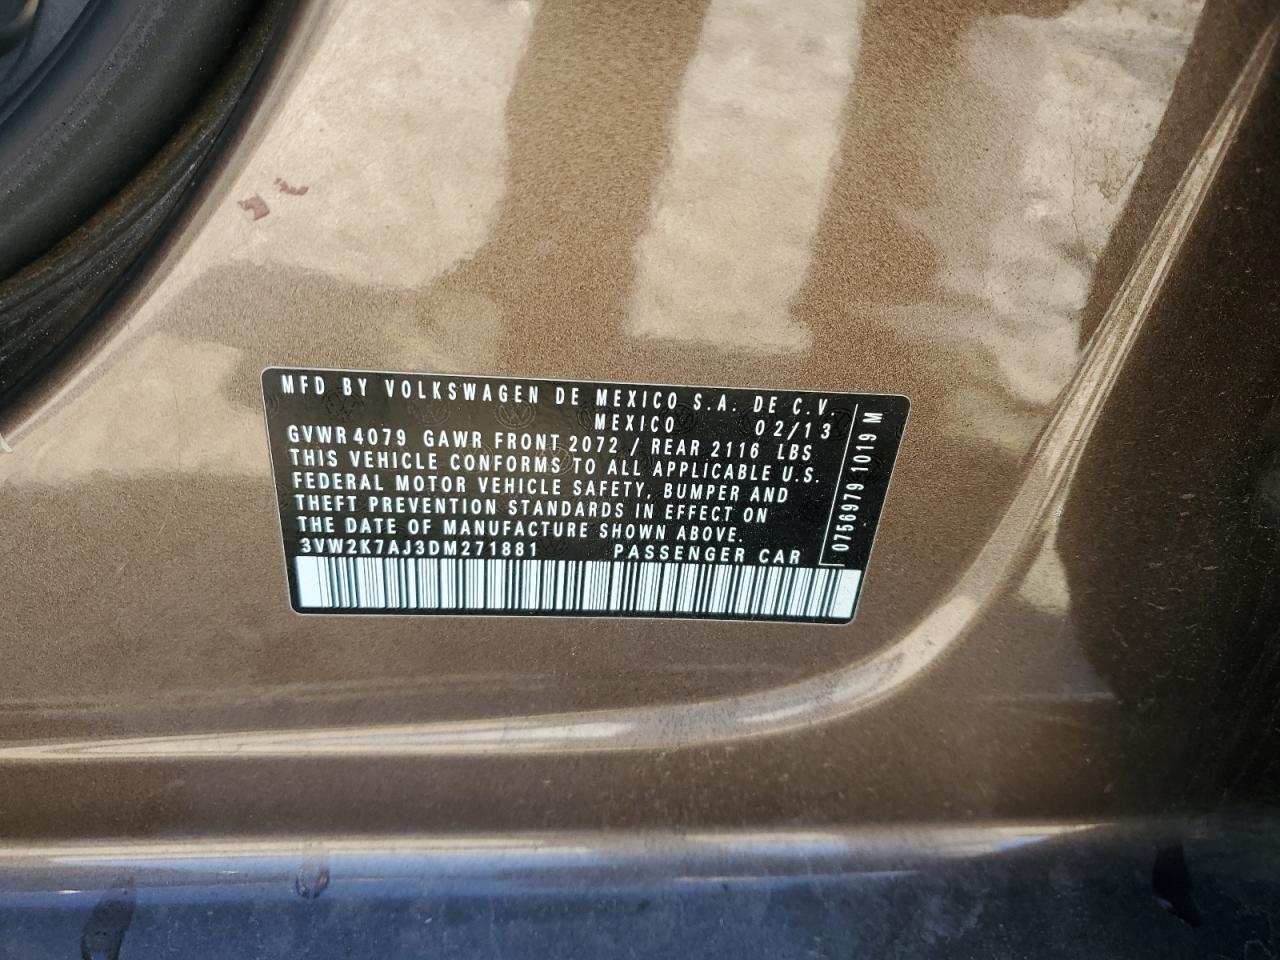 MFD BY VOLKSWAGEN DE MEXICO S.A. DE C.V.
MEXICO 02/13
GVWR 4079 GAWR FRONT 2072 / REAR 2116 LBS
THIS VEHICLE CONFORMS TO ALL APPLICABLE U.S.
FEDERAL MOTOR VEHICLE SAFETY, BUMPER AND
THEFT PREVENTION STANDARDS IN EFFECT ON
THE DATE OF MANUFACTURE SHOWN ABOVE.
3VW2K7AJ3DM271881 PASSENGER CAR
0756979 1019 M